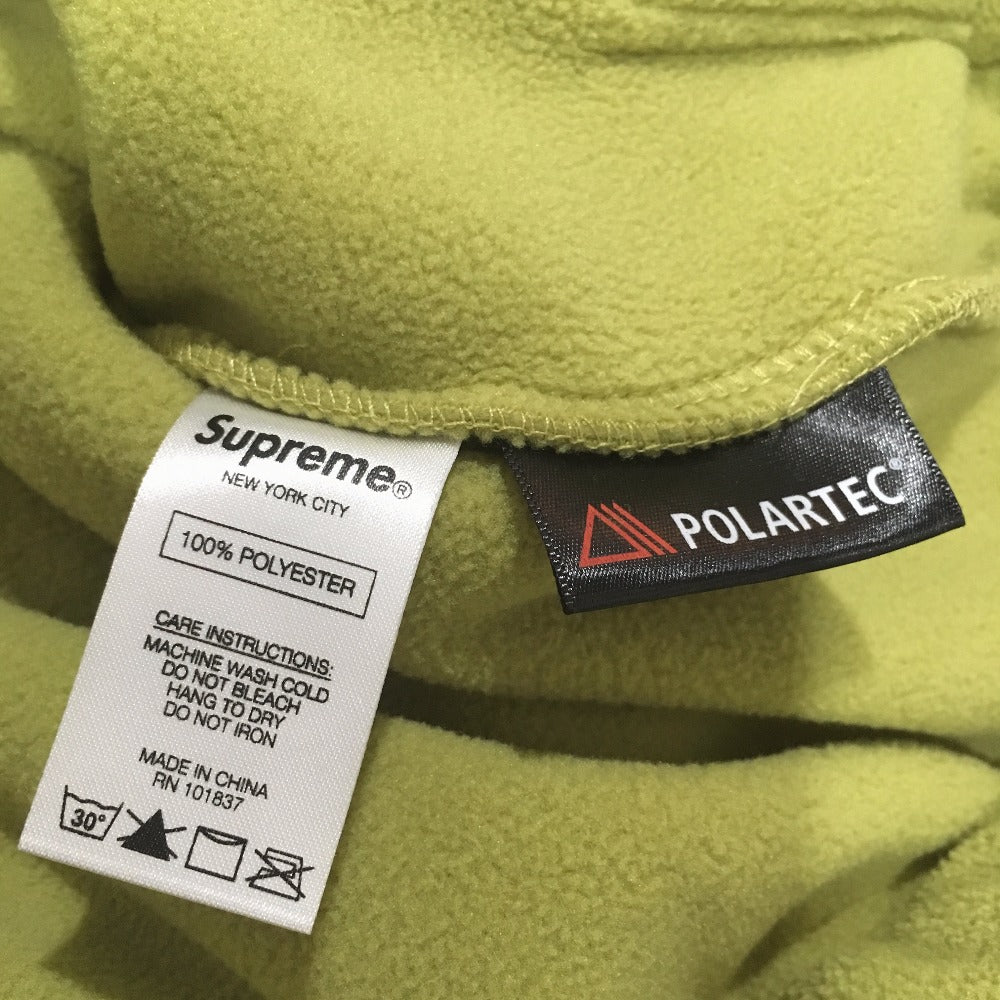 Supreme®
NEW YORK CITY
100% POLYESTER
CARE INSTRUCTIONS:
MACHINE WASH COLD
DO NOT BLEACH
HANG TO DRY
DO NOT IRON
MADE IN CHINA
RN 101837
30°
POLARTEC®